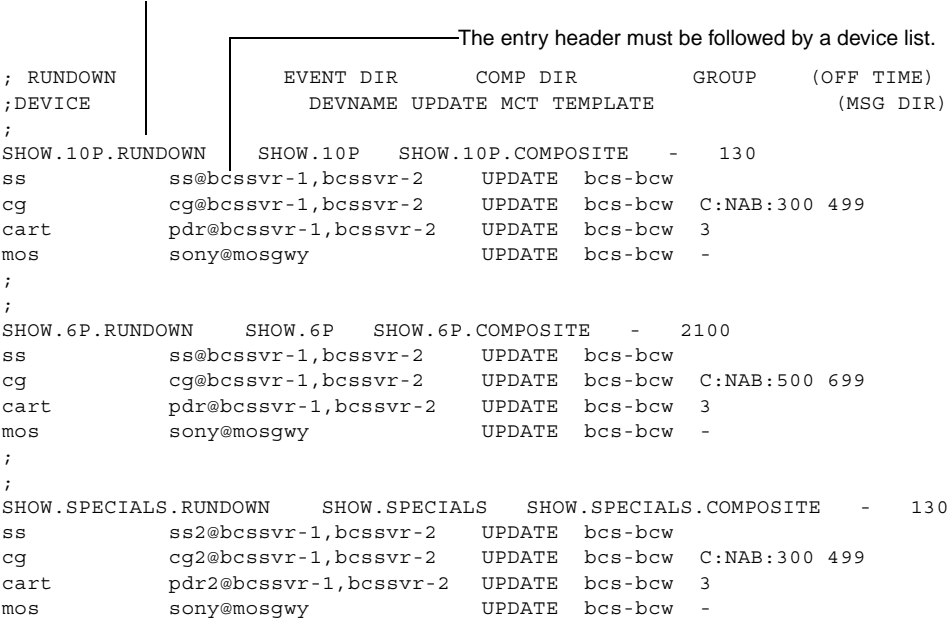 The entry header must be followed by a device list.
; RUNDOWN EVENT DIR COMP DIR GROUP (OFF TIME)
;DEVICE DEVNAME UPDATE MCT TEMPLATE (MSG DIR)
;
SHOW.10P.RUNDOWN SHOW.10P SHOW.10P.COMPOSITE - 130
ss ss@bcssvr-1,bcssvr-2 UPDATE bcs-bcw
cg cg@bcssvr-1,bcssvr-2 UPDATE bcs-bcw C:NAB:300 499
cart pdr@bcssvr-1,bcssvr-2 UPDATE bcs-bcw 3
mos sony@mosgwy UPDATE bcs-bcw -
;
;
SHOW.6P.RUNDOWN SHOW.6P SHOW.6P.COMPOSITE - 2100
ss ss@bcssvr-1,bcssvr-2 UPDATE bcs-bcw
cg cg@bcssvr-1,bcssvr-2 UPDATE bcs-bcw C:NAB:500 699
cart pdr@bcssvr-1,bcssvr-2 UPDATE bcs-bcw 3
mos sony@mosgwy UPDATE bcs-bcw -
;
;
SHOW.SPECIALS.RUNDOWN SHOW.SPECIALS SHOW.SPECIALS.COMPOSITE - 130
ss ss2@bcssvr-1,bcssvr-2 UPDATE bcs-bcw
cg cg2@bcssvr-1,bcssvr-2 UPDATE bcs-bcw C:NAB:300 499
cart pdr2@bcssvr-1,bcssvr-2 UPDATE bcs-bcw 3
mos sony@mosgwy UPDATE bcs-bcw -